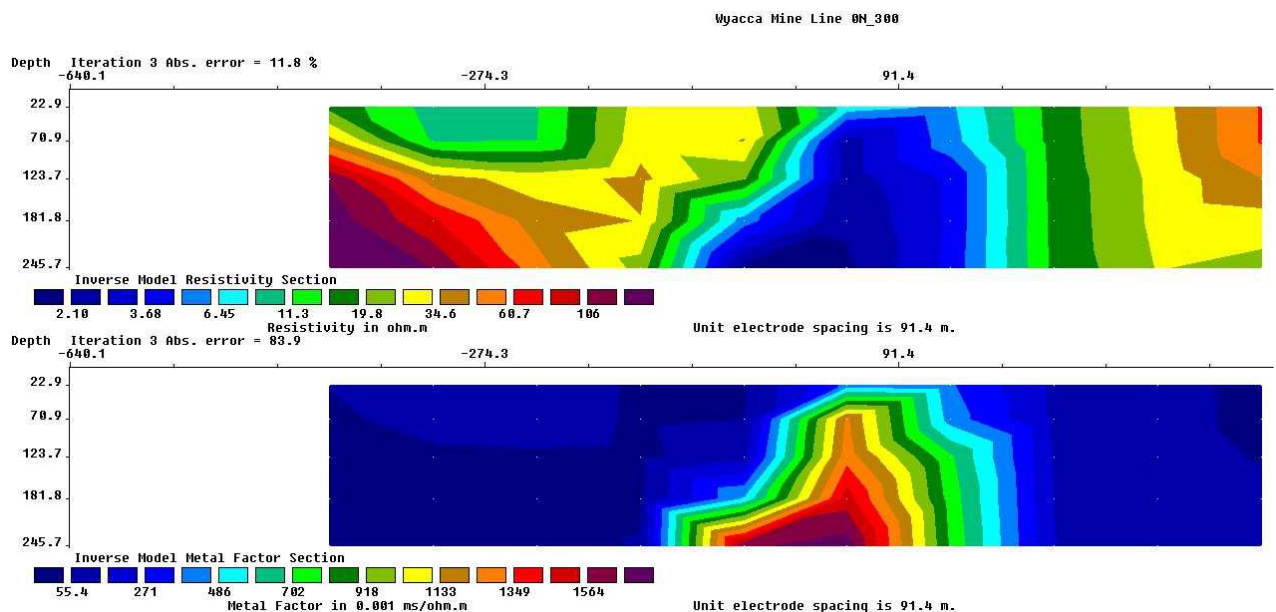 Wyacca Mine Line 0N_300
Depth Iteration 3 Abs. error = 11.8 %
-640.1 -274.3 91.4
22.9
70.9
123.7
181.8
245.7
Inverse Model Resistivity Section
2.10 3.68 6.45 11.3 19.8 34.6 60.7 106
Resistivity in ohm.m Unit electrode spacing is 91.4 m.
Depth Iteration 3 Abs. error = 83.9
-640.1 -274.3 91.4
22.9
70.9
123.7
181.8
245.7
Inverse Model Metal Factor Section
55.4 271 486 702 918 1133 1349 1564
Metal Factor in 0.001 ms/ohm.m Unit electrode spacing is 91.4 m.